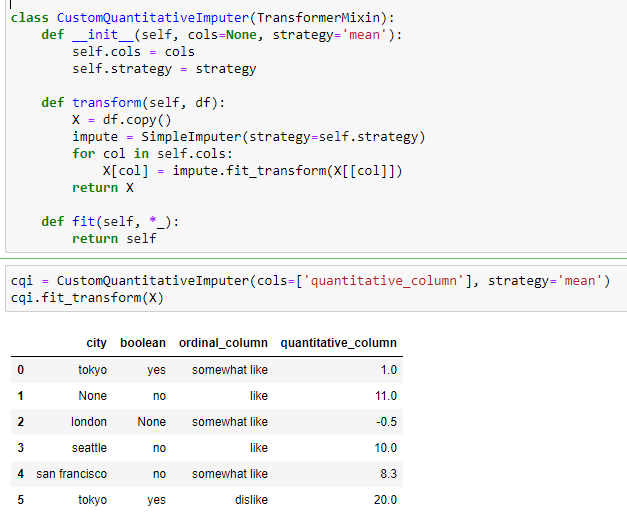 class CustomQuantitativeImputer(TransformerMixin):
    def __init__(self, cols=None, strategy='mean'):
        self.cols = cols
        self.strategy = strategy

    def transform(self, df):
        X = df.copy()
        impute = SimpleImputer(strategy=self.strategy)
        for col in self.cols:
            X[col] = impute.fit_transform(X[[col]])
        return X

    def fit(self, *_):
        return self

cqi = CustomQuantitativeImputer(cols=['quantitative_column'], strategy='mean')
cqi.fit_transform(X)

city boolean ordinal_column quantitative_column
0 tokyo yes somewhat like 1.0
1 None no like 11.0
2 london None somewhat like -0.5
3 seattle no like 10.0
4 san francisco no somewhat like 8.3
5 tokyo yes dislike 20.0